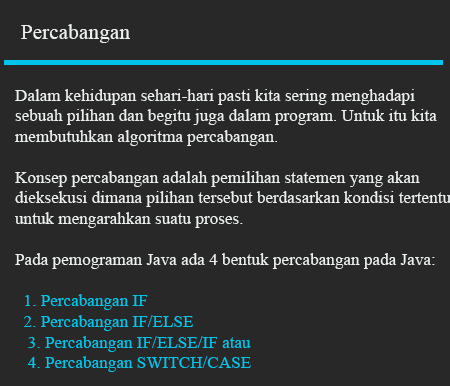 Percabangan
Dalam kehidupan sehari-hari pasti kita sering menghadapi
sebuah pilihan dan begitu juga dalam program. Untuk itu kita
membutuhkan algoritma percabangan.
Konsep percabangan adalah pemilihan statemen yang akan
dieksekusi dimana pilihan tersebut berdasarkan kondisi tertentu
untuk mengarahkan suatu proses.
Pada pemograman Java ada 4 bentuk percabangan pada Java:
1. Percabangan IF
2. Percabangan IF/ELSE
3. Percabangan IF/ELSE/IF atau
4. Percabangan SWITCH/CASE